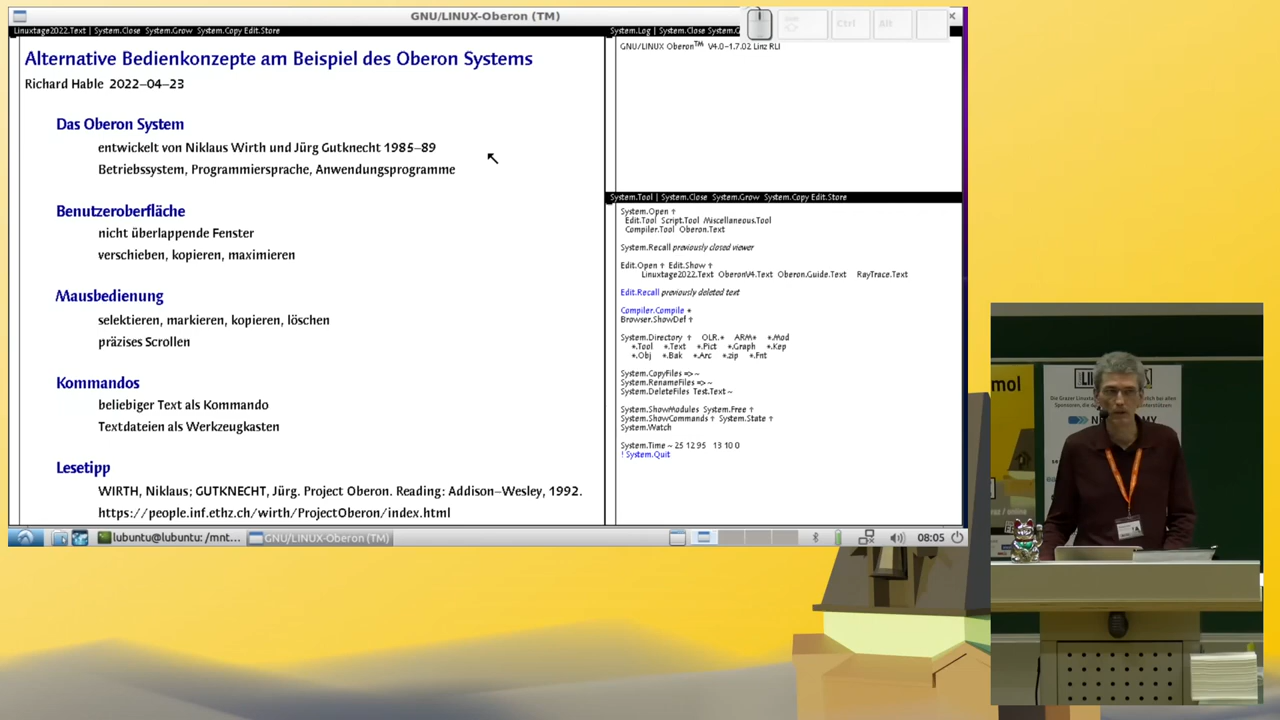 GNU/LINUX-Oberon (TM)
Ctrl
Alt
Linuxtage2022.Text | System.Close System.Grow System.Copy Edit.Store
Alternative Bedienkonzepte am Beispiel des Oberon Systems
Richard Hable 2022–04–23
Das Oberon System
entwickelt von Niklaus Wirth und Jürg Gutknecht 1985–89
Betriebssystem, Programmiersprache, Anwendungsprogramme
Benutzeroberfläche
nicht überlappende Fenster
verschieben, kopieren, maximieren
Mausbedienung
selektieren, markieren, kopieren, löschen
präzises Scrollen
Kommandos
beliebiger Text als Kommando
Textdateien als Werkzeugkasten
Lesetipp
WIRTH, Niklaus; GUTKNECHT, Jürg. Project Oberon. Reading: Addison–Wesley, 1992.
https://people.inf.ethz.ch/wirth/ProjectOberon/index.html
System.Log | System.Close System.G
GNU/LINUX Oberon™ V4.0-1.7.02 Linz RLI
System.Tool | System.Close System.Grow System.Copy Edit.Store
System.Open ↑
Edit.Tool Script.Tool Miscellaneous.Tool
Compiler.Tool Oberon.Text
System.Recall previously closed viewer
Edit.Open ↑ Edit.Show ↑
Linuxtage2022.Text OberonV4.Text Oberon.Guide.Text RayTrace.Text
Edit.Recall previously deleted text
Compiler.Compile *
Browser.ShowDef ↑
System.Directory ↑ OLR.* ARM* *.Mod
*.Tool *.Text *.Pict *.Graph *.Kep
*.Obj *.Bak *.Arc *.zip *.Fnt
System.CopyFiles => ~
System.RenameFiles => ~
System.DeleteFiles Test.Text ~
System.ShowModules System.Free ↑
System.ShowCommands ↑ System.State ↑
System.Watch
System.Time ~ 25 12 95 13 10 0
! System.Quit
lubuntu@lubuntu: /mnt...
GNU/LINUX-Oberon (TM)
08:05
mol